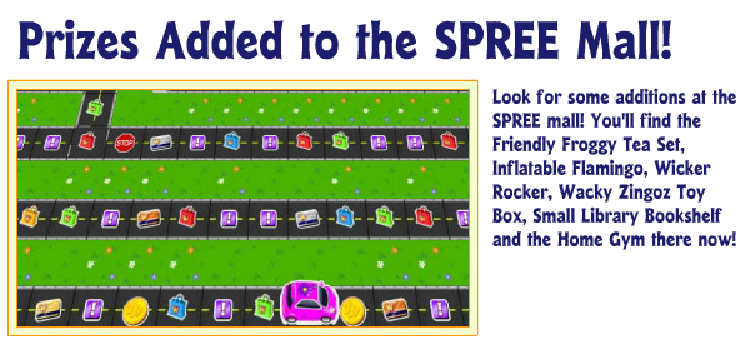 Prizes Added to the SPREE Mall!
Look for some additions at the
SPREE mall! You'll find the
Friendly Froggy Tea Set,
Inflatable Flamingo, Wicker
Rocker, Wacky Zingoz Toy
Box, Small Library Bookshelf
and the Home Gym there now!
STOP